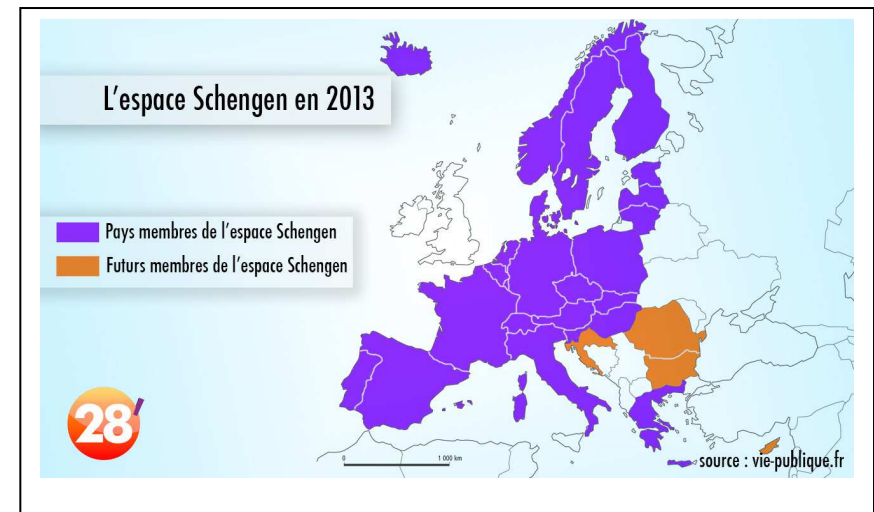 L'espace Schengen en 2013
Pays membres de l'espace Schengen
Futurs membres de l'espace Schengen
28'
0 1 000 km
source : vie-publique.fr